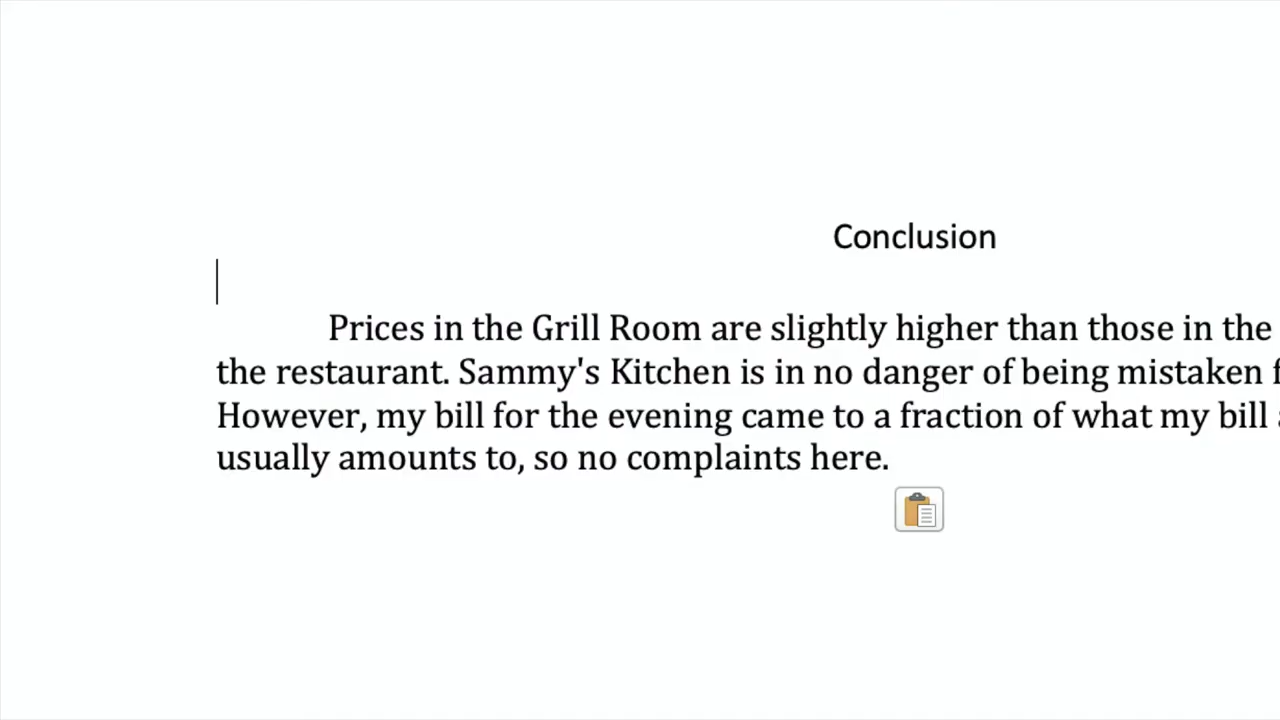 Conclusion
Prices in the Grill Room are slightly higher than those in the
the restaurant. Sammy's Kitchen is in no danger of being mistaken
However, my bill for the evening came to a fraction of what my bill
usually amounts to, so no complaints here.